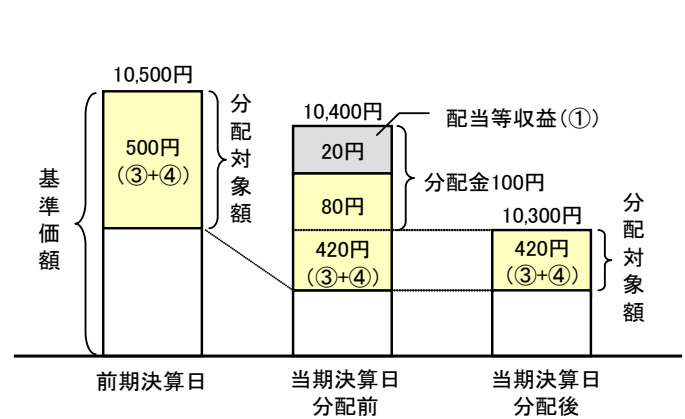 10,500円
分配対象額
500円
(③+④)
基準価額
前期決算日
10,400円
配当等収益(①)
20円
分配金100円
80円
420円
(③+④)
当期決算日
分配前
10,300円
分配対象額
420円
(③+④)
当期決算日
分配後